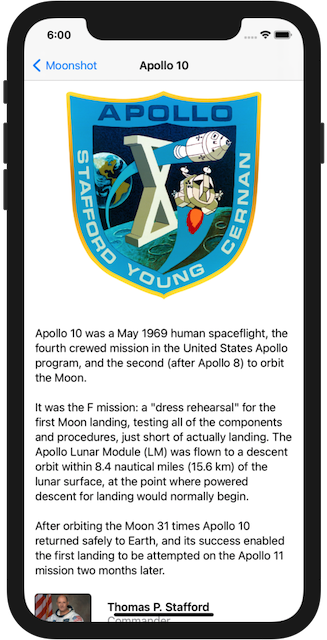 6:00
Moonshot
Apollo 10
APOLLO
STAFFORD YOUNG CERNAN
Apollo 10 was a May 1969 human spaceflight, the
fourth crewed mission in the United States Apollo
program, and the second (after Apollo 8) to orbit
the Moon.
It was the F mission: a "dress rehearsal" for the
first Moon landing, testing all of the components
and procedures, just short of actually landing. The
Apollo Lunar Module (LM) was flown to a descent
orbit within 8.4 nautical miles (15.6 km) of the
lunar surface, at the point where powered
descent for landing would normally begin.
After orbiting the Moon 31 times Apollo 10
returned safely to Earth, and its success enabled
the first landing to be attempted on the Apollo 11
mission two months later.
Thomas P. Stafford
Commander